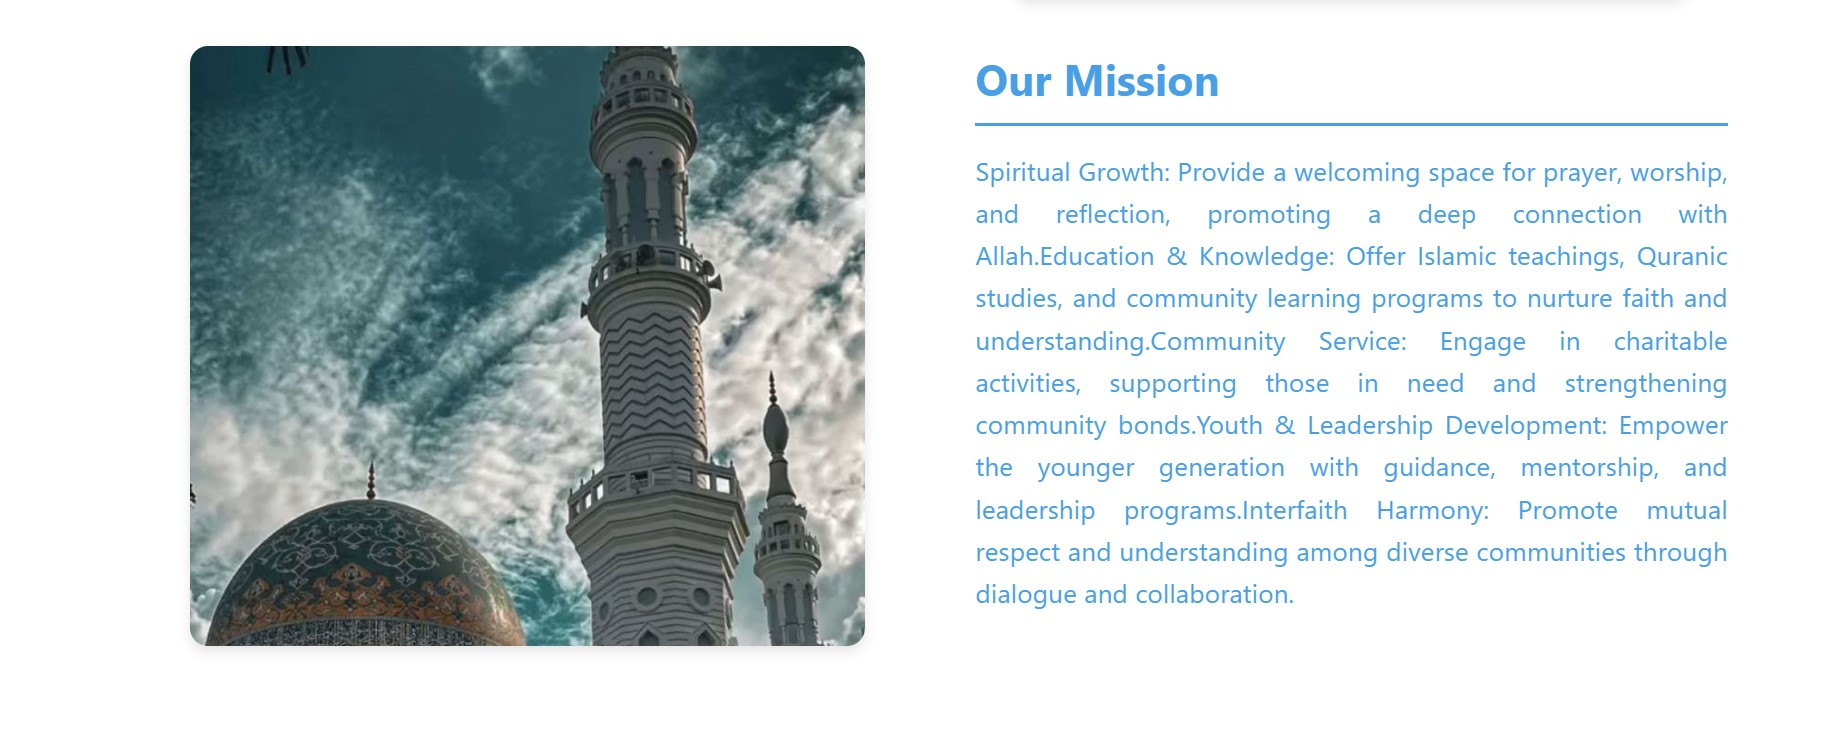 Our Mission
Spiritual Growth: Provide a welcoming space for prayer, worship,
and reflection, promoting a deep connection with
Allah.Education & Knowledge: Offer Islamic teachings, Quranic
studies, and community learning programs to nurture faith and
understanding.Community Service: Engage in charitable
activities, supporting those in need and strengthening
community bonds.Youth & Leadership Development: Empower
the younger generation with guidance, mentorship, and
leadership programs.Interfaith Harmony: Promote mutual
respect and understanding among diverse communities through
dialogue and collaboration.